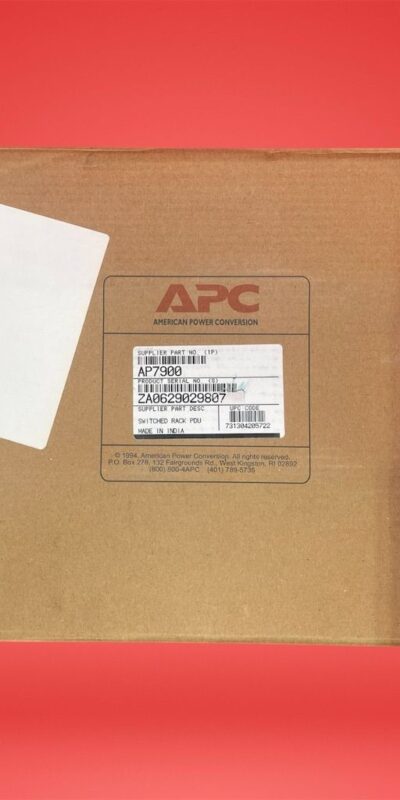 APC
AMERICAN POWER CONVERSION
SUPPLIER PART NO. (1P)
AP7900
PRODUCT SERIAL NO (S)
ZA0629029807
SUPPLIER PART DESC
UPC CODE
SWITCHED RACK PDU
731304205722
MADE IN INDIA
© 1994, American Power Conversion. All rights reserved.
P.O. Box 278, 132 Fairgrounds Rd., West Kingston, RI 02892
(800) 800-4APC (401) 789-5735